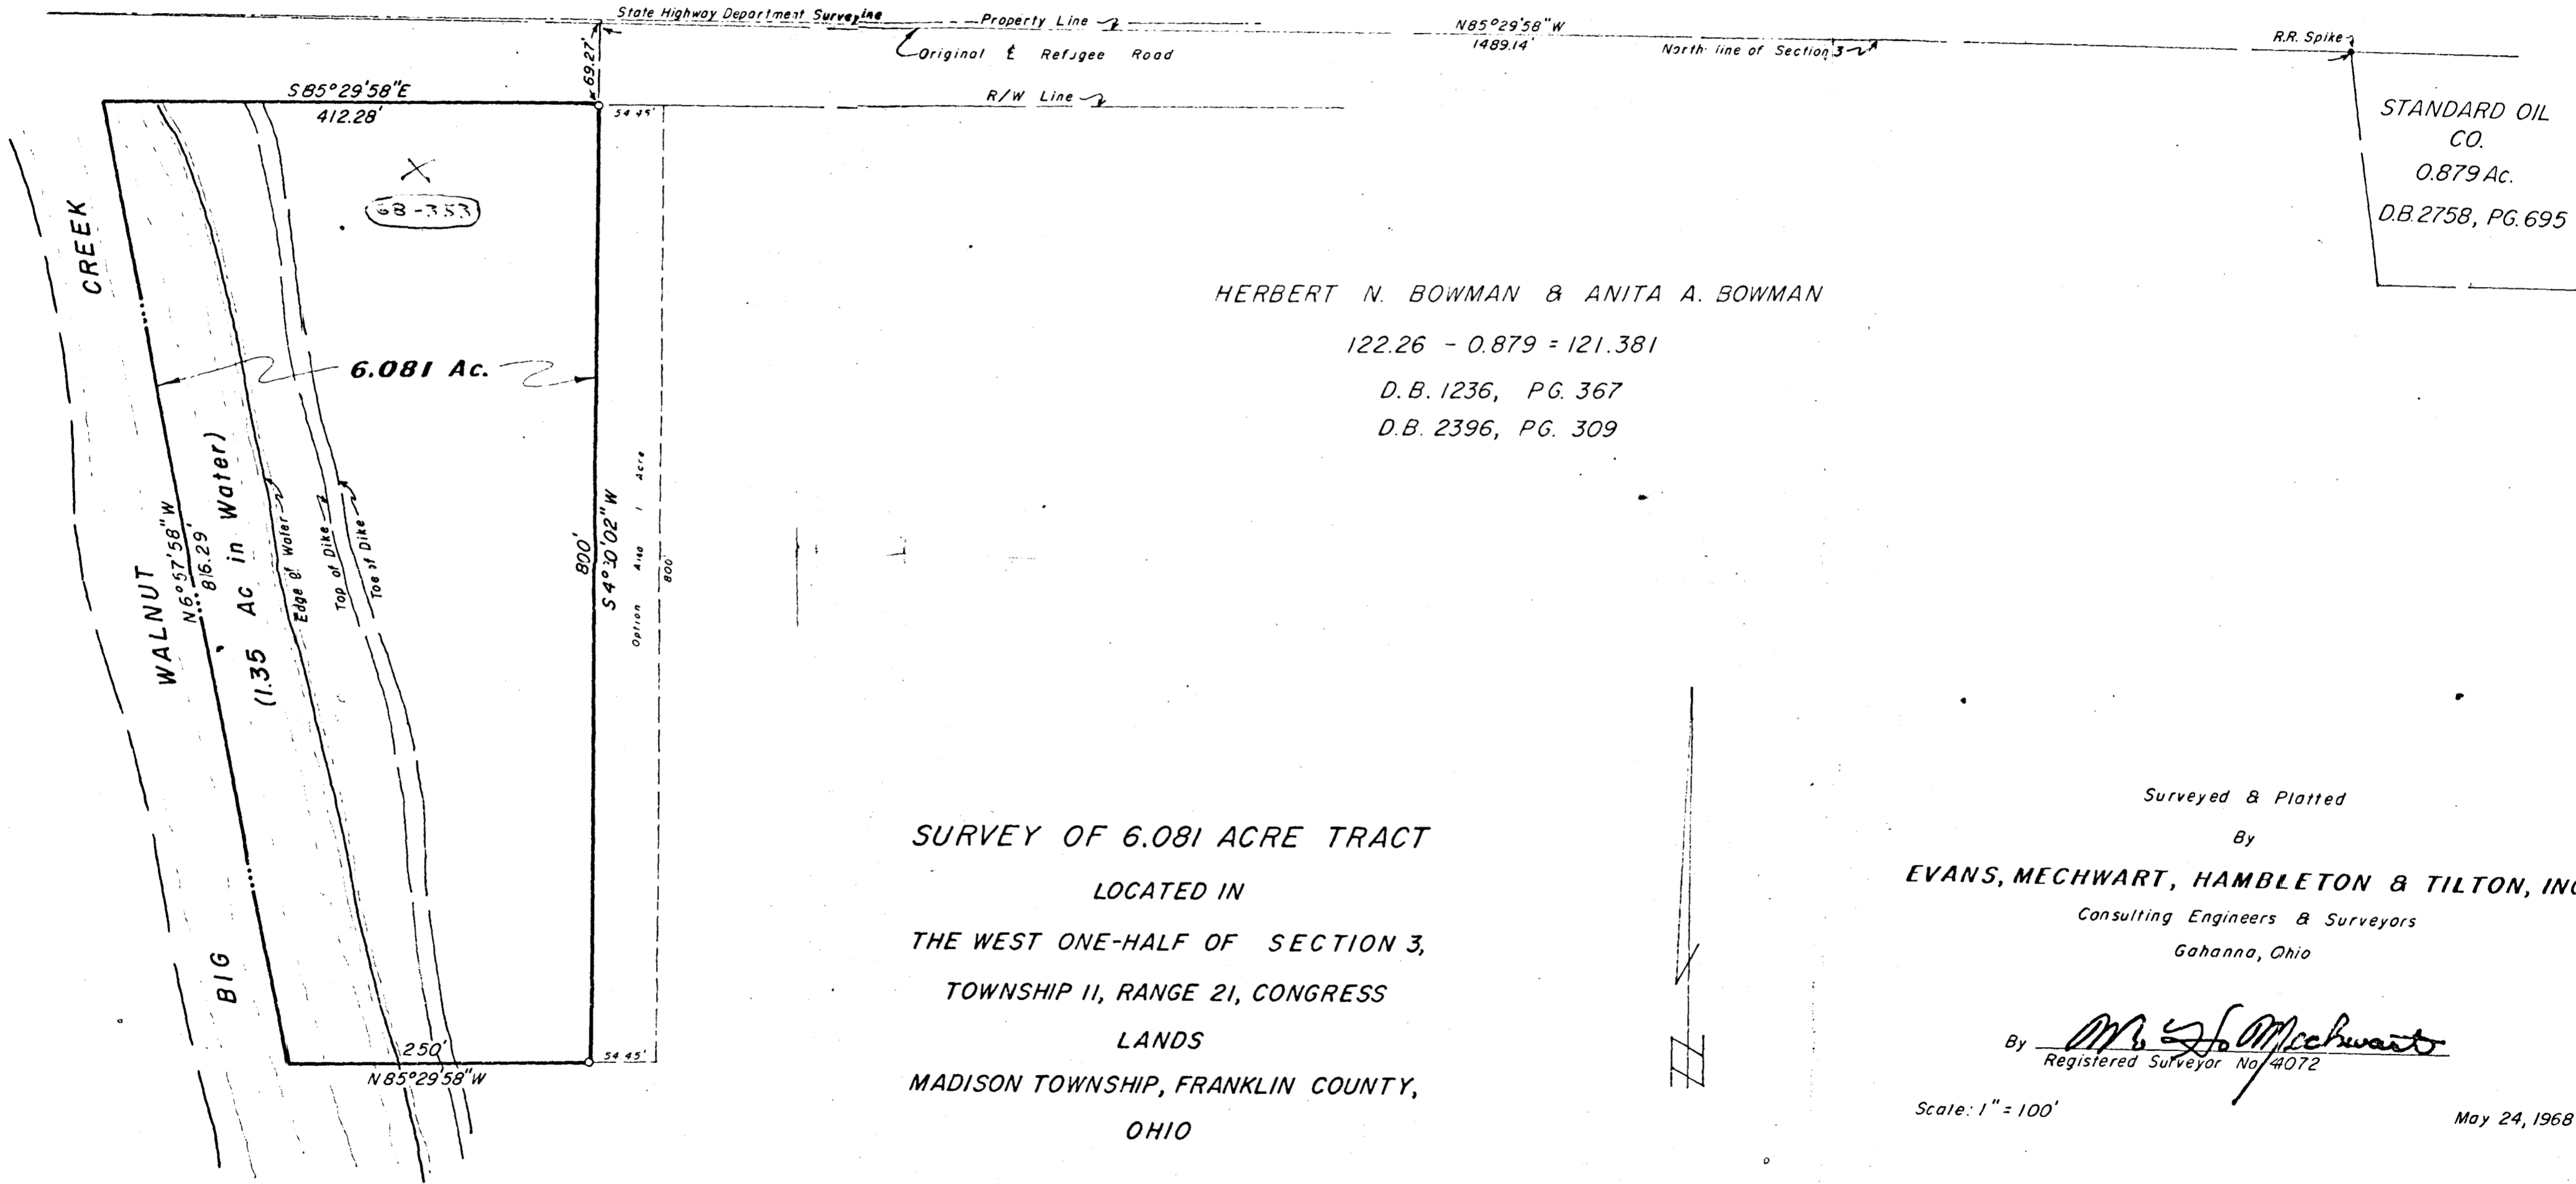 State Highway Department Surveyline
Property Line
N85°29'58"W
1489.14'
North line of Section 3
R.R. Spike
Original ℄ Refugee Road
69.27'
S85°29'58"E
412.28'
R/W Line
54.45'
STANDARD OIL
CO.
0.879 Ac.
D.B. 2758, PG. 695
X
68-353
CREEK
HERBERT N. BOWMAN & ANITA A. BOWMAN
122.26 - 0.879 = 121.381
D.B. 1236, PG. 367
D.B. 2396, PG. 309
6.081 Ac.
WALNUT
N6°57'58"W
816.29'
(1.35 Ac in Water)
Edge of Water
Top of Dike
Toe of Dike
800'
S4°30'02"W
Option Area 1 Acre
800'
BIG
250'
N85°29'58"W
54.45'
SURVEY OF 6.081 ACRE TRACT
LOCATED IN
THE WEST ONE-HALF OF SECTION 3,
TOWNSHIP 11, RANGE 21, CONGRESS
LANDS
MADISON TOWNSHIP, FRANKLIN COUNTY,
OHIO
Surveyed & Platted
By
EVANS, MECHWART, HAMBLETON & TILTON, INC
Consulting Engineers & Surveyors
Gahanna, Ohio
By M. H. Mechwart
Registered Surveyor No. 4072
Scale: 1" = 100'
May 24, 1968